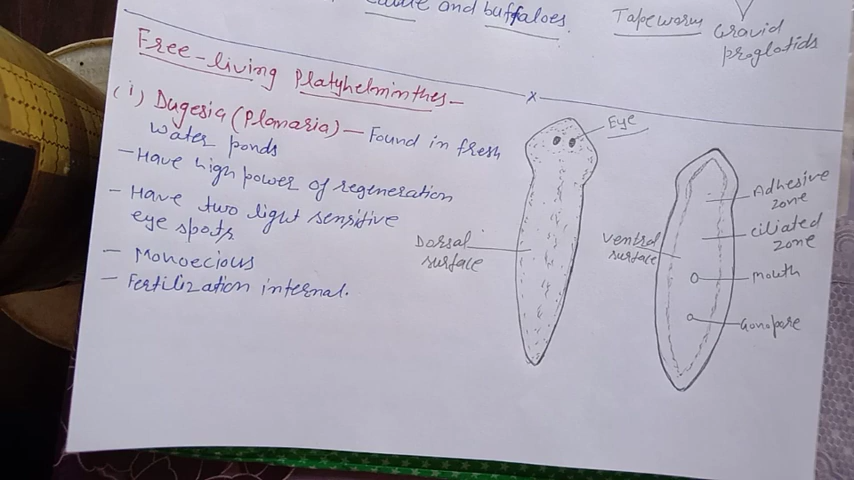 and buffaloes.
Tapeworm
Gravid
proglotids
Free-living Platyhelminthes-
x
(i) Dugesia (Planaria) - Found in fresh
water ponds
- Have high power of regeneration
- Have two light sensitive
eye spots
- Monoecious
- Fertilization internal.
Eye
Dorsal
surface
Ventral
surface
Adhesive
zone
ciliated
zone
mouth
Gonopore